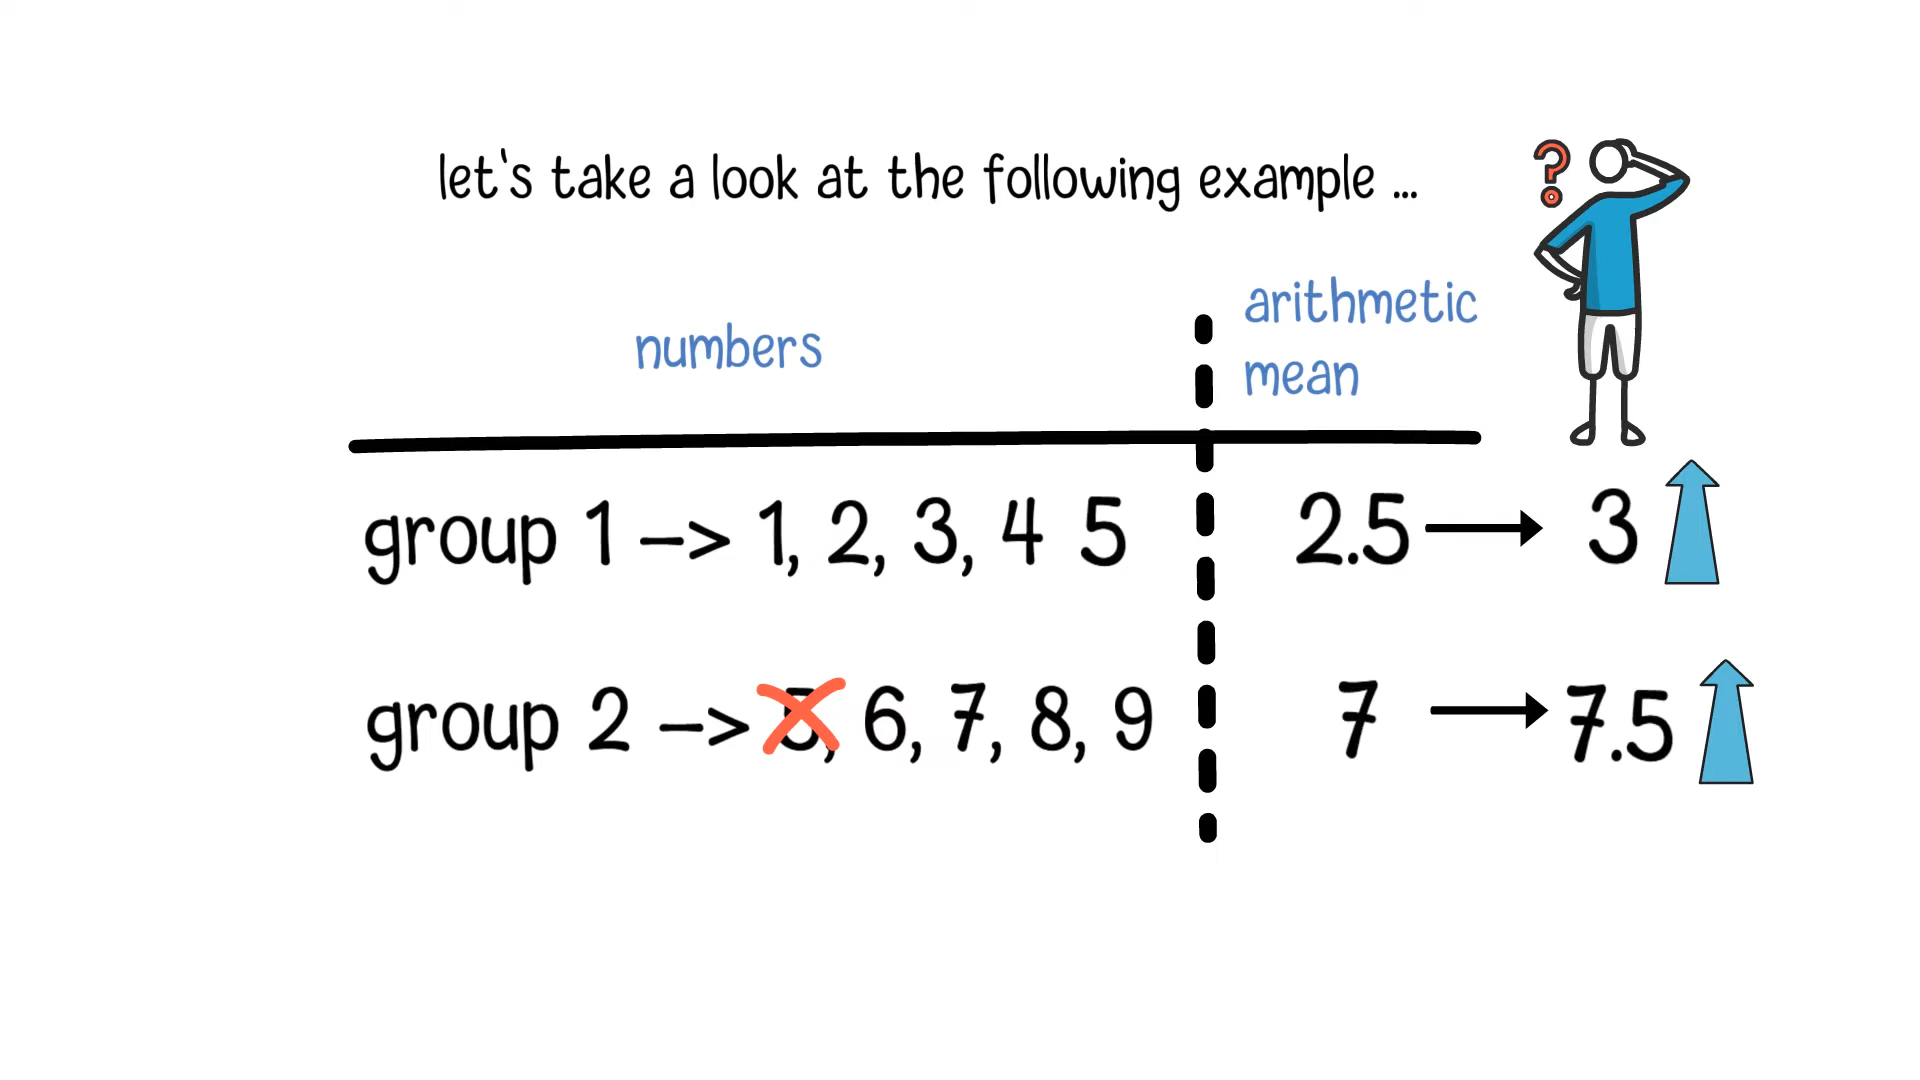 let's take a look at the following example ...
?
numbers
arithmetic
mean
group 1 –> 1, 2, 3, 4 5
2.5 3
group 2 –> 5, 6, 7, 8, 9
7 7.5